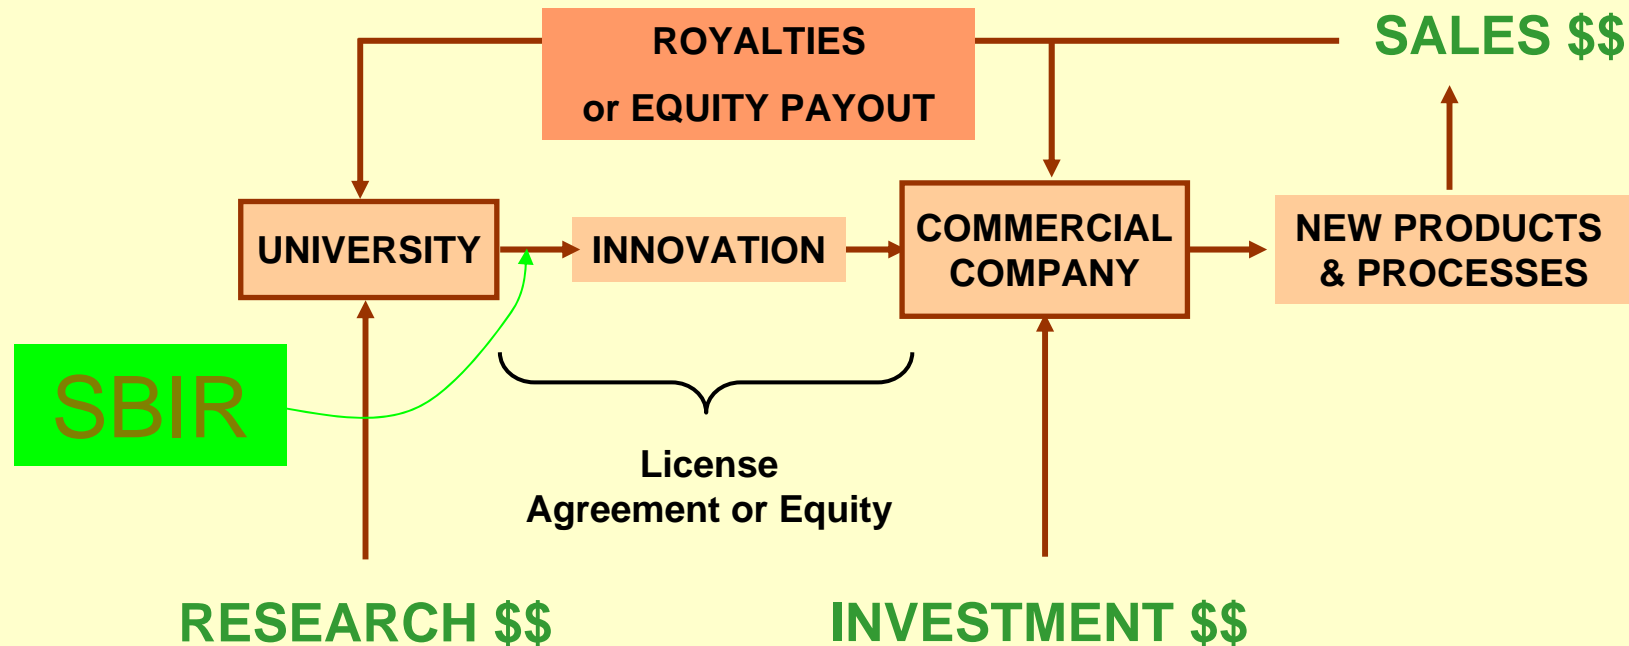 ROYALTIES
or EQUITY PAYOUT
SALES $$
UNIVERSITY
INNOVATION
COMMERCIAL
COMPANY
NEW PRODUCTS
& PROCESSES
SBIR
License
Agreement or Equity
RESEARCH $$
INVESTMENT $$